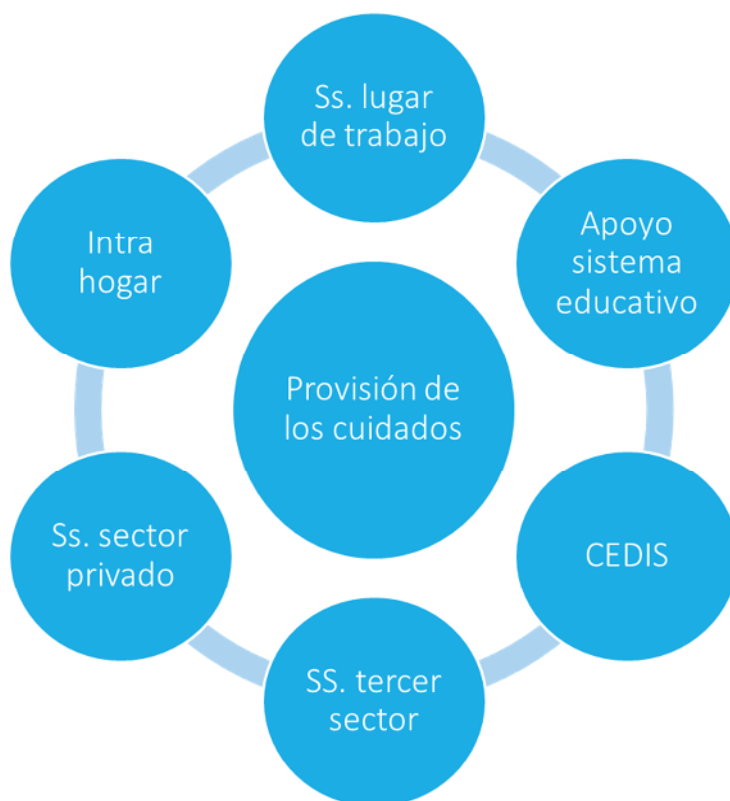 Ss. lugar
de trabajo
Apoyo
sistema
educativo
CEDIS
SS. tercer
sector
Ss. sector
privado
Intra
hogar
Provisión de
los cuidados